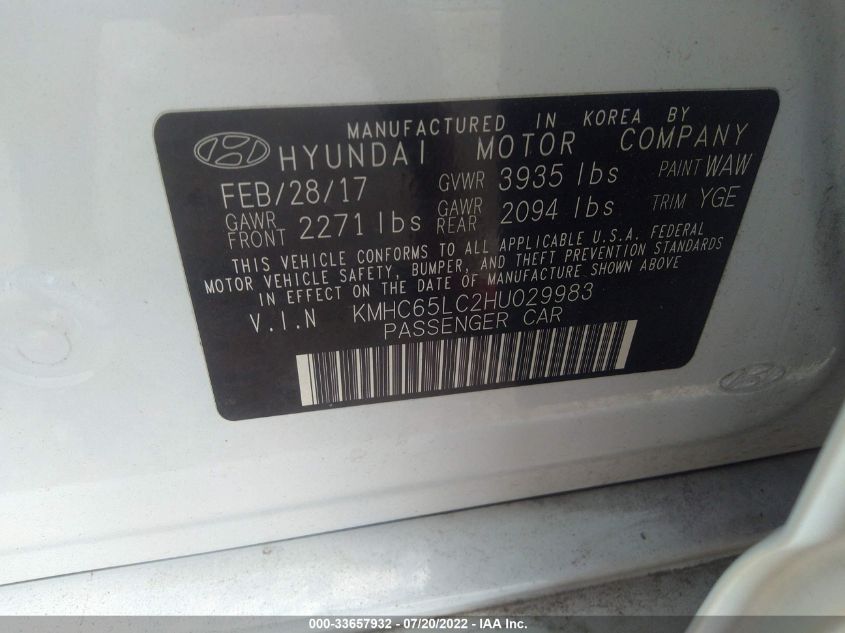 MANUFACTURED IN KOREA BY
HYUNDAI MOTOR COMPANY
FEB/28/17 GVWR 3935 lbs PAINT WAW
GAWR FRONT 2271 lbs GAWR REAR 2094 lbs TRIM YGE
THIS VEHICLE CONFORMS TO ALL APPLICABLE U.S.A. FEDERAL
MOTOR VEHICLE SAFETY, BUMPER, AND THEFT PREVENTION STANDARDS
IN EFFECT ON THE DATE OF MANUFACTURE SHOWN ABOVE
V.I.N KMHC65LC2HU029983
PASSENGER CAR
000-33657932 - 07/20/2022 - IAA Inc.